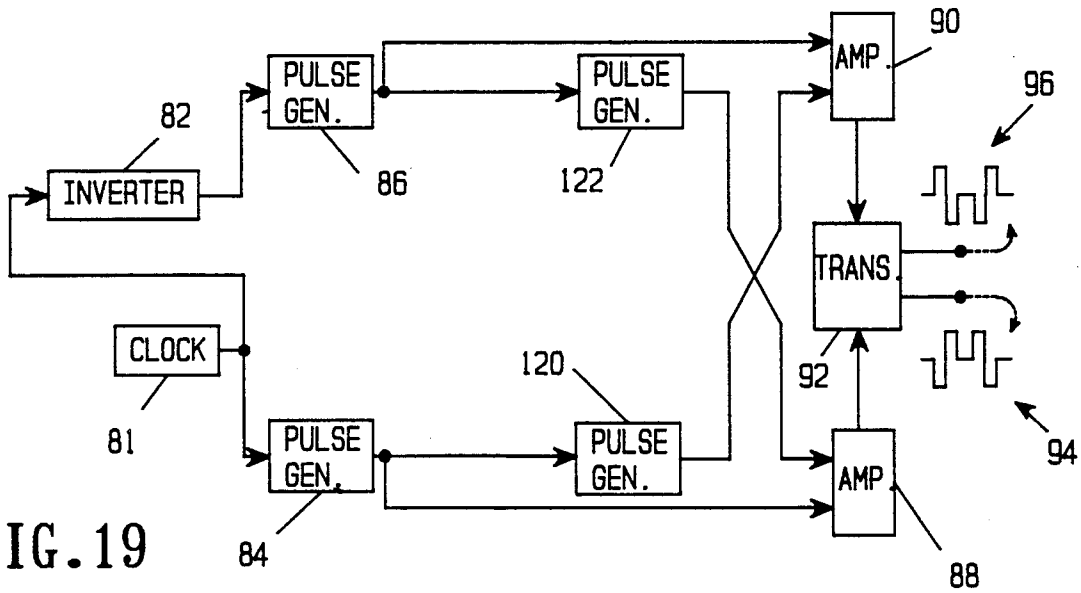 90
AMP.
PULSE
GEN.
PULSE
GEN.
96
82
86
122
INVERTER
TRANS.
CLOCK
120
92
81
PULSE
GEN.
PULSE
GEN.
94
AMP.
IG.19
84
88